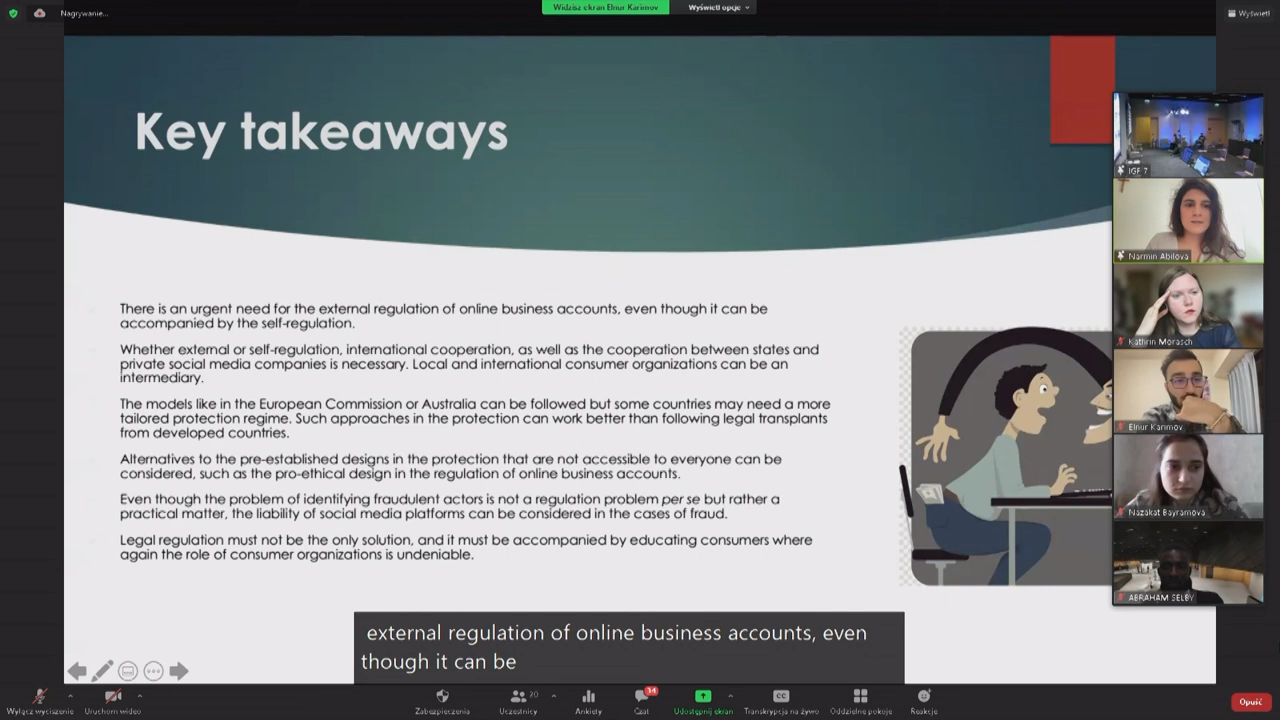 Nagrywanie...
Widzisz ekran Elnur Karimov
Wyświetl opcje
Wyświetl
Key takeaways
There is an urgent need for the external regulation of online business accounts, even though it can be
accompanied by the self-regulation.
Whether external or self-regulation, international cooperation, as well as the cooperation between states and
private social media companies is necessary. Local and international consumer organizations can be an
intermediary.
The models like in the European Commission or Australia can be followed but some countries may need a more
tailored protection regime. Such approaches in the protection can work better than following legal transplants
from developed countries.
Alternatives to the pre-established designs in the protection that are not accessible to everyone can be
considered, such as the pro-ethical design in the regulation of online business accounts.
Even though the problem of identifying fraudulent actors is not a regulation problem per se but rather a
practical matter, the liability of social media platforms can be considered in the cases of fraud.
Legal regulation must not be the only solution, and it must be accompanied by educating consumers where
again the role of consumer organizations is undeniable.
IGF 7
Narmin Abilova
Kathrin Morasch
Elnur Karimov
Nazakat Bayramova
ABRAHAM SELBY
external regulation of online business accounts, even
though it can be
Wyłącz wyciszenie
Uruchom wideo
Zabezpieczenia
Uczestnicy
20
Ankiety
Czat
14
Udostępnij ekran
CC
Transkrypcja na żywo
Oddzielne pokoje
Reakcje
Opuść